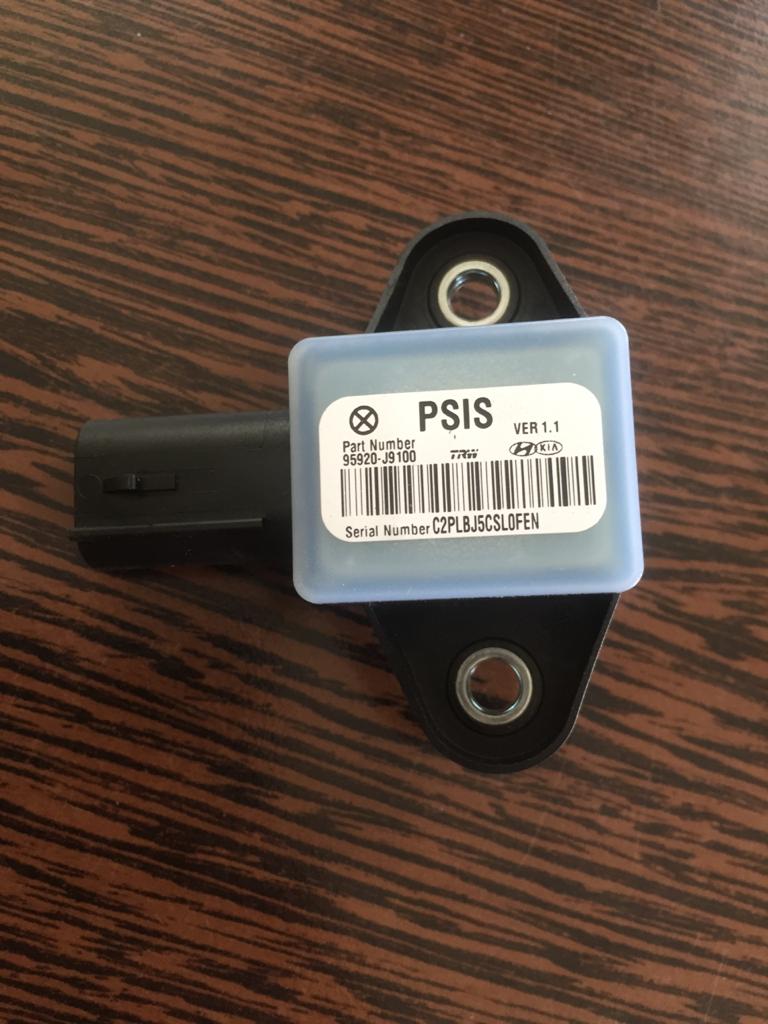 PSIS VER 1.1
Part Number
95920-J9100 TRW KIA
Serial Number C2PLBJ5CSL0FEN